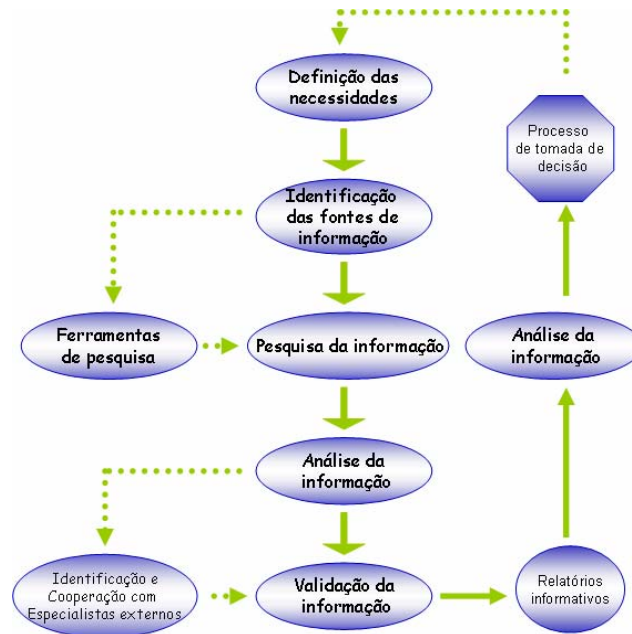 Definição das
necessidades
Processo
de tomada de
decisão
Identificação
das fontes de
informação
Ferramentas
de pesquisa
Pesquisa da informação
Análise da
informação
Análise da
informação
Identificação e
Cooperação com
Especialistas externos
Validação da
informação
Relatórios
informativos